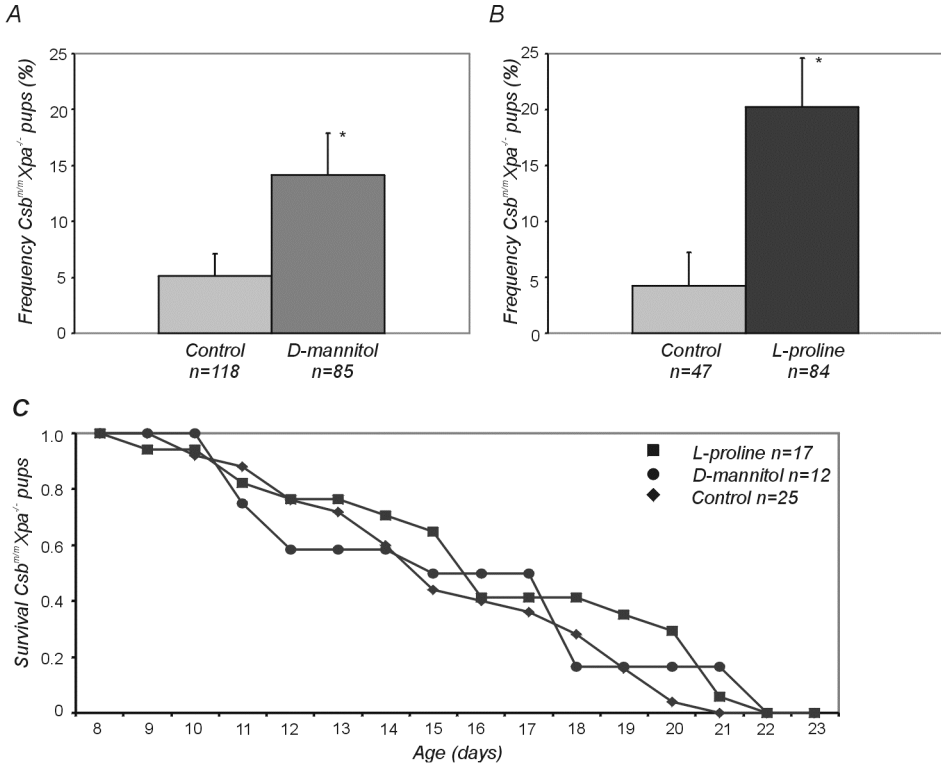 A
Frequency Csb^m/m Xpa^-/- pups (%)
25
20
15
10
5
0
*
Control
n=118
D-mannitol
n=85
B
Frequency Csb^m/m Xpa^-/- pups (%)
25
20
15
10
5
0
*
Control
n=47
L-proline
n=84
C
Survival Csb^m/m Xpa^-/- pups
1.0
0.8
0.6
0.4
0.2
0
L-proline n=17
D-mannitol n=12
Control n=25
8 9 10 11 12 13 14 15 16 17 18 19 20 21 22 23
Age (days)